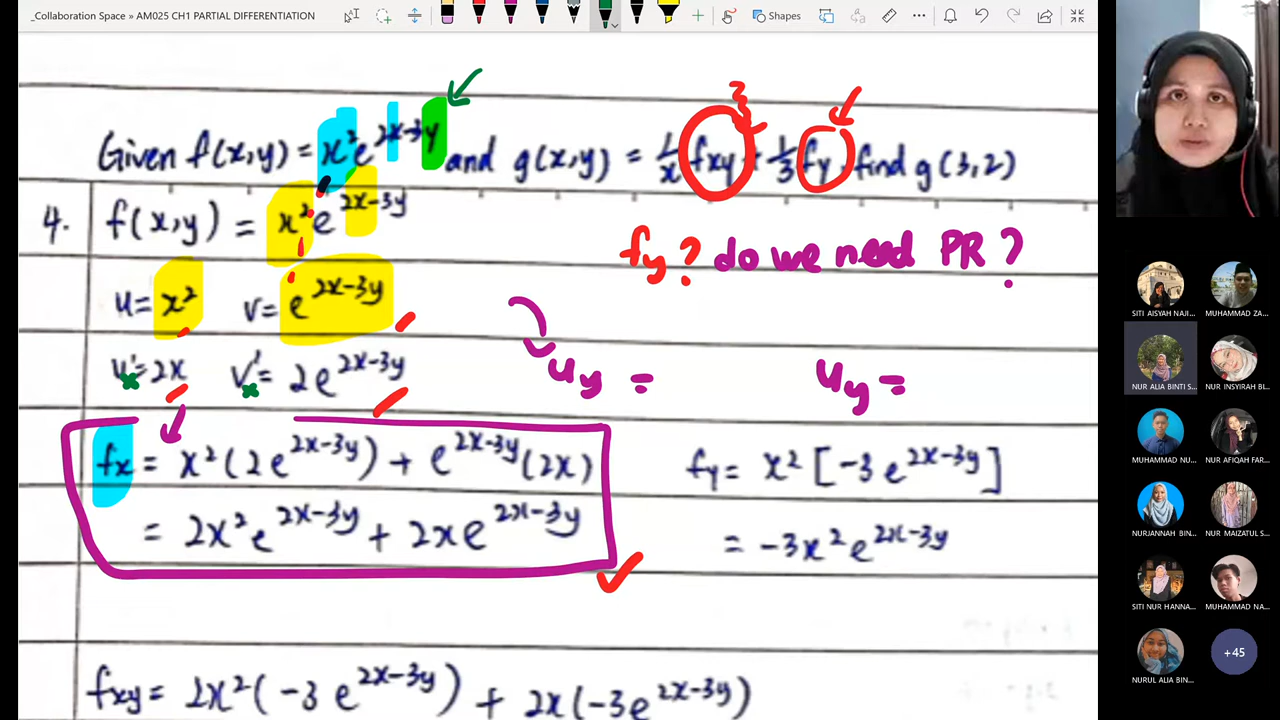 _Collaboration Space » AM025 CH1 PARTIAL DIFFERENTIATION
Shapes
Given f(x,y) = x²e^{2x-3y} and g(x,y) = 1/x fxy + 1/3 fy, find g(3,2)
4. f(x,y) = x²e^{2x-3y}
fy? do we need PR?
u = x² v = e^{2x-3y}
u' = 2x v' = 2e^{2x-3y}
uy = uy =
fx = x²(2e^{2x-3y}) + e^{2x-3y}(2x)
= 2x²e^{2x-3y} + 2xe^{2x-3y}
fy = x²[-3e^{2x-3y}]
= -3x²e^{2x-3y}
fxy = 2x²(-3e^{2x-3y}) + 2x(-3e^{2x-3y})
SITI AISYAH NAJI...
MUHAMMAD ZA...
NUR ALIA BINTI S...
NUR INSYIRAH BI...
MUHAMMAD NU...
NUR AFIQAH FAR...
NURJANNAH BIN...
NUR MAIZATUL S...
SITI NUR HANNA...
MUHAMMAD NA...
NURUL ALIA BIN...
+45